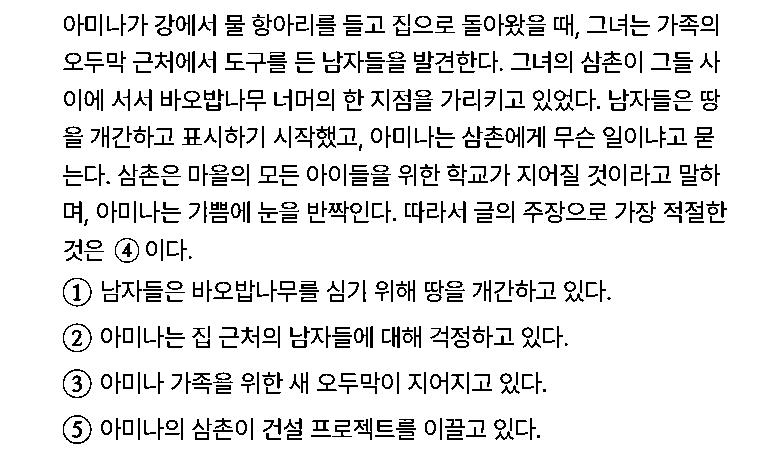 아미나가 강에서 물 항아리를 들고 집으로 돌아왔을 때, 그녀는 가족의
오두막 근처에서 도구를 든 남자들을 발견한다. 그녀의 삼촌이 그들 사
이에 서서 바오밥나무 너머의 한 지점을 가리키고 있었다. 남자들은 땅
을 개간하고 표시하기 시작했고, 아미나는 삼촌에게 무슨 일이냐고 묻
는다. 삼촌은 마을의 모든 아이들을 위한 학교가 지어질 것이라고 말하
며, 아미나는 기쁨에 눈을 반짝인다. 따라서 글의 주장으로 가장 적절한
것은 ④ 이다.
① 남자들은 바오밥나무를 심기 위해 땅을 개간하고 있다.
② 아미나는 집 근처의 남자들에 대해 걱정하고 있다.
③ 아미나 가족을 위한 새 오두막이 지어지고 있다.
⑤ 아미나의 삼촌이 건설 프로젝트를 이끌고 있다.